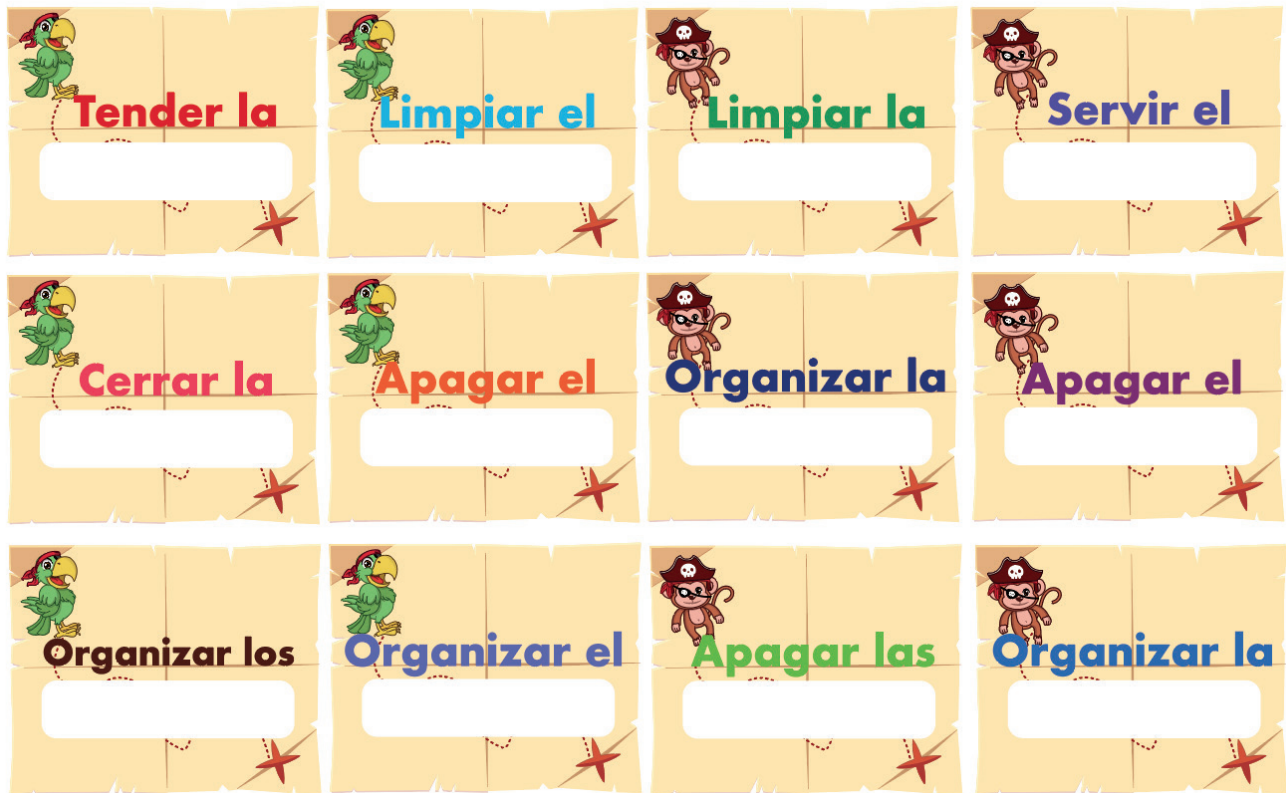 Tender la
Limpiar el
Limpiar la
Servir el
Cerrar la
Apagar el
Organizar la
Apagar el
Organizar los
Organizar el
Apagar las
Organizar la